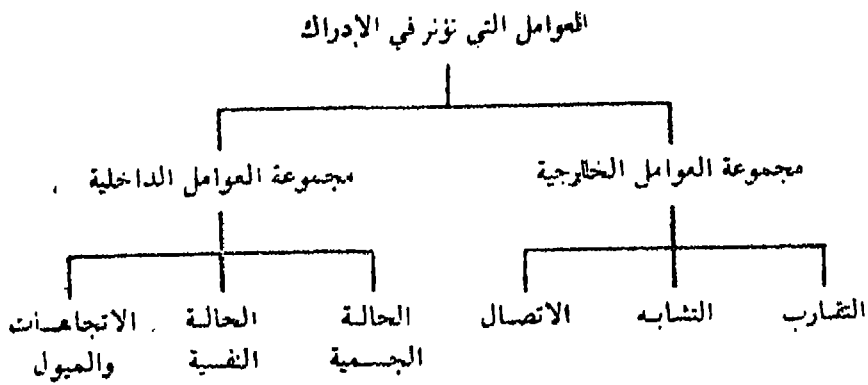 العوامل التي تؤثر في الإدراك
مجموعة العوامل الخارجية
مجموعة العوامل الداخلية
التقارب
التشابه
الاتصال
الحالة
الجسمية
الحالة
النفسية
الاتجاهات
والميول